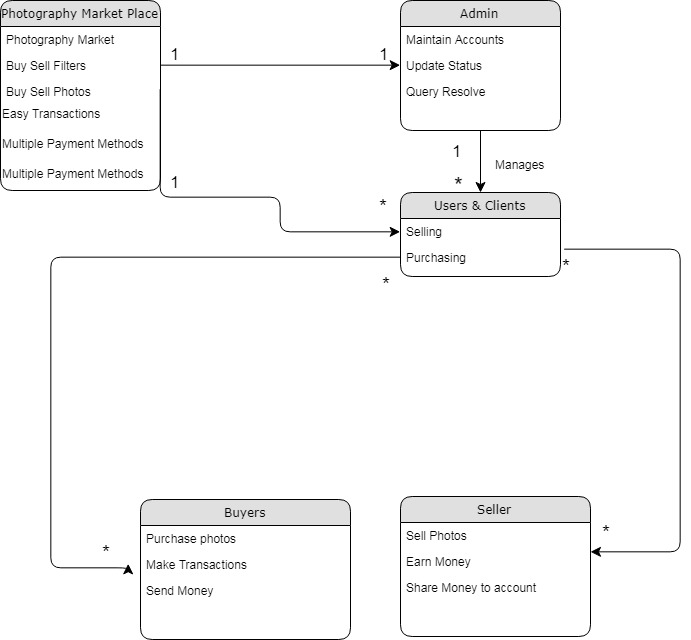 Photography Market Place
Photography Market
Buy Sell Filters
Buy Sell Photos
Easy Transactions
Multiple Payment Methods
Multiple Payment Methods
1
1
Admin
Maintain Accounts
Update Status
Query Resolve
1
Manages
*
1
*
Users & Clients
Selling
Purchasing
*
*
Buyers
Purchase photos
Make Transactions
Send Money
*
Seller
Sell Photos
Earn Money
Share Money to account
*